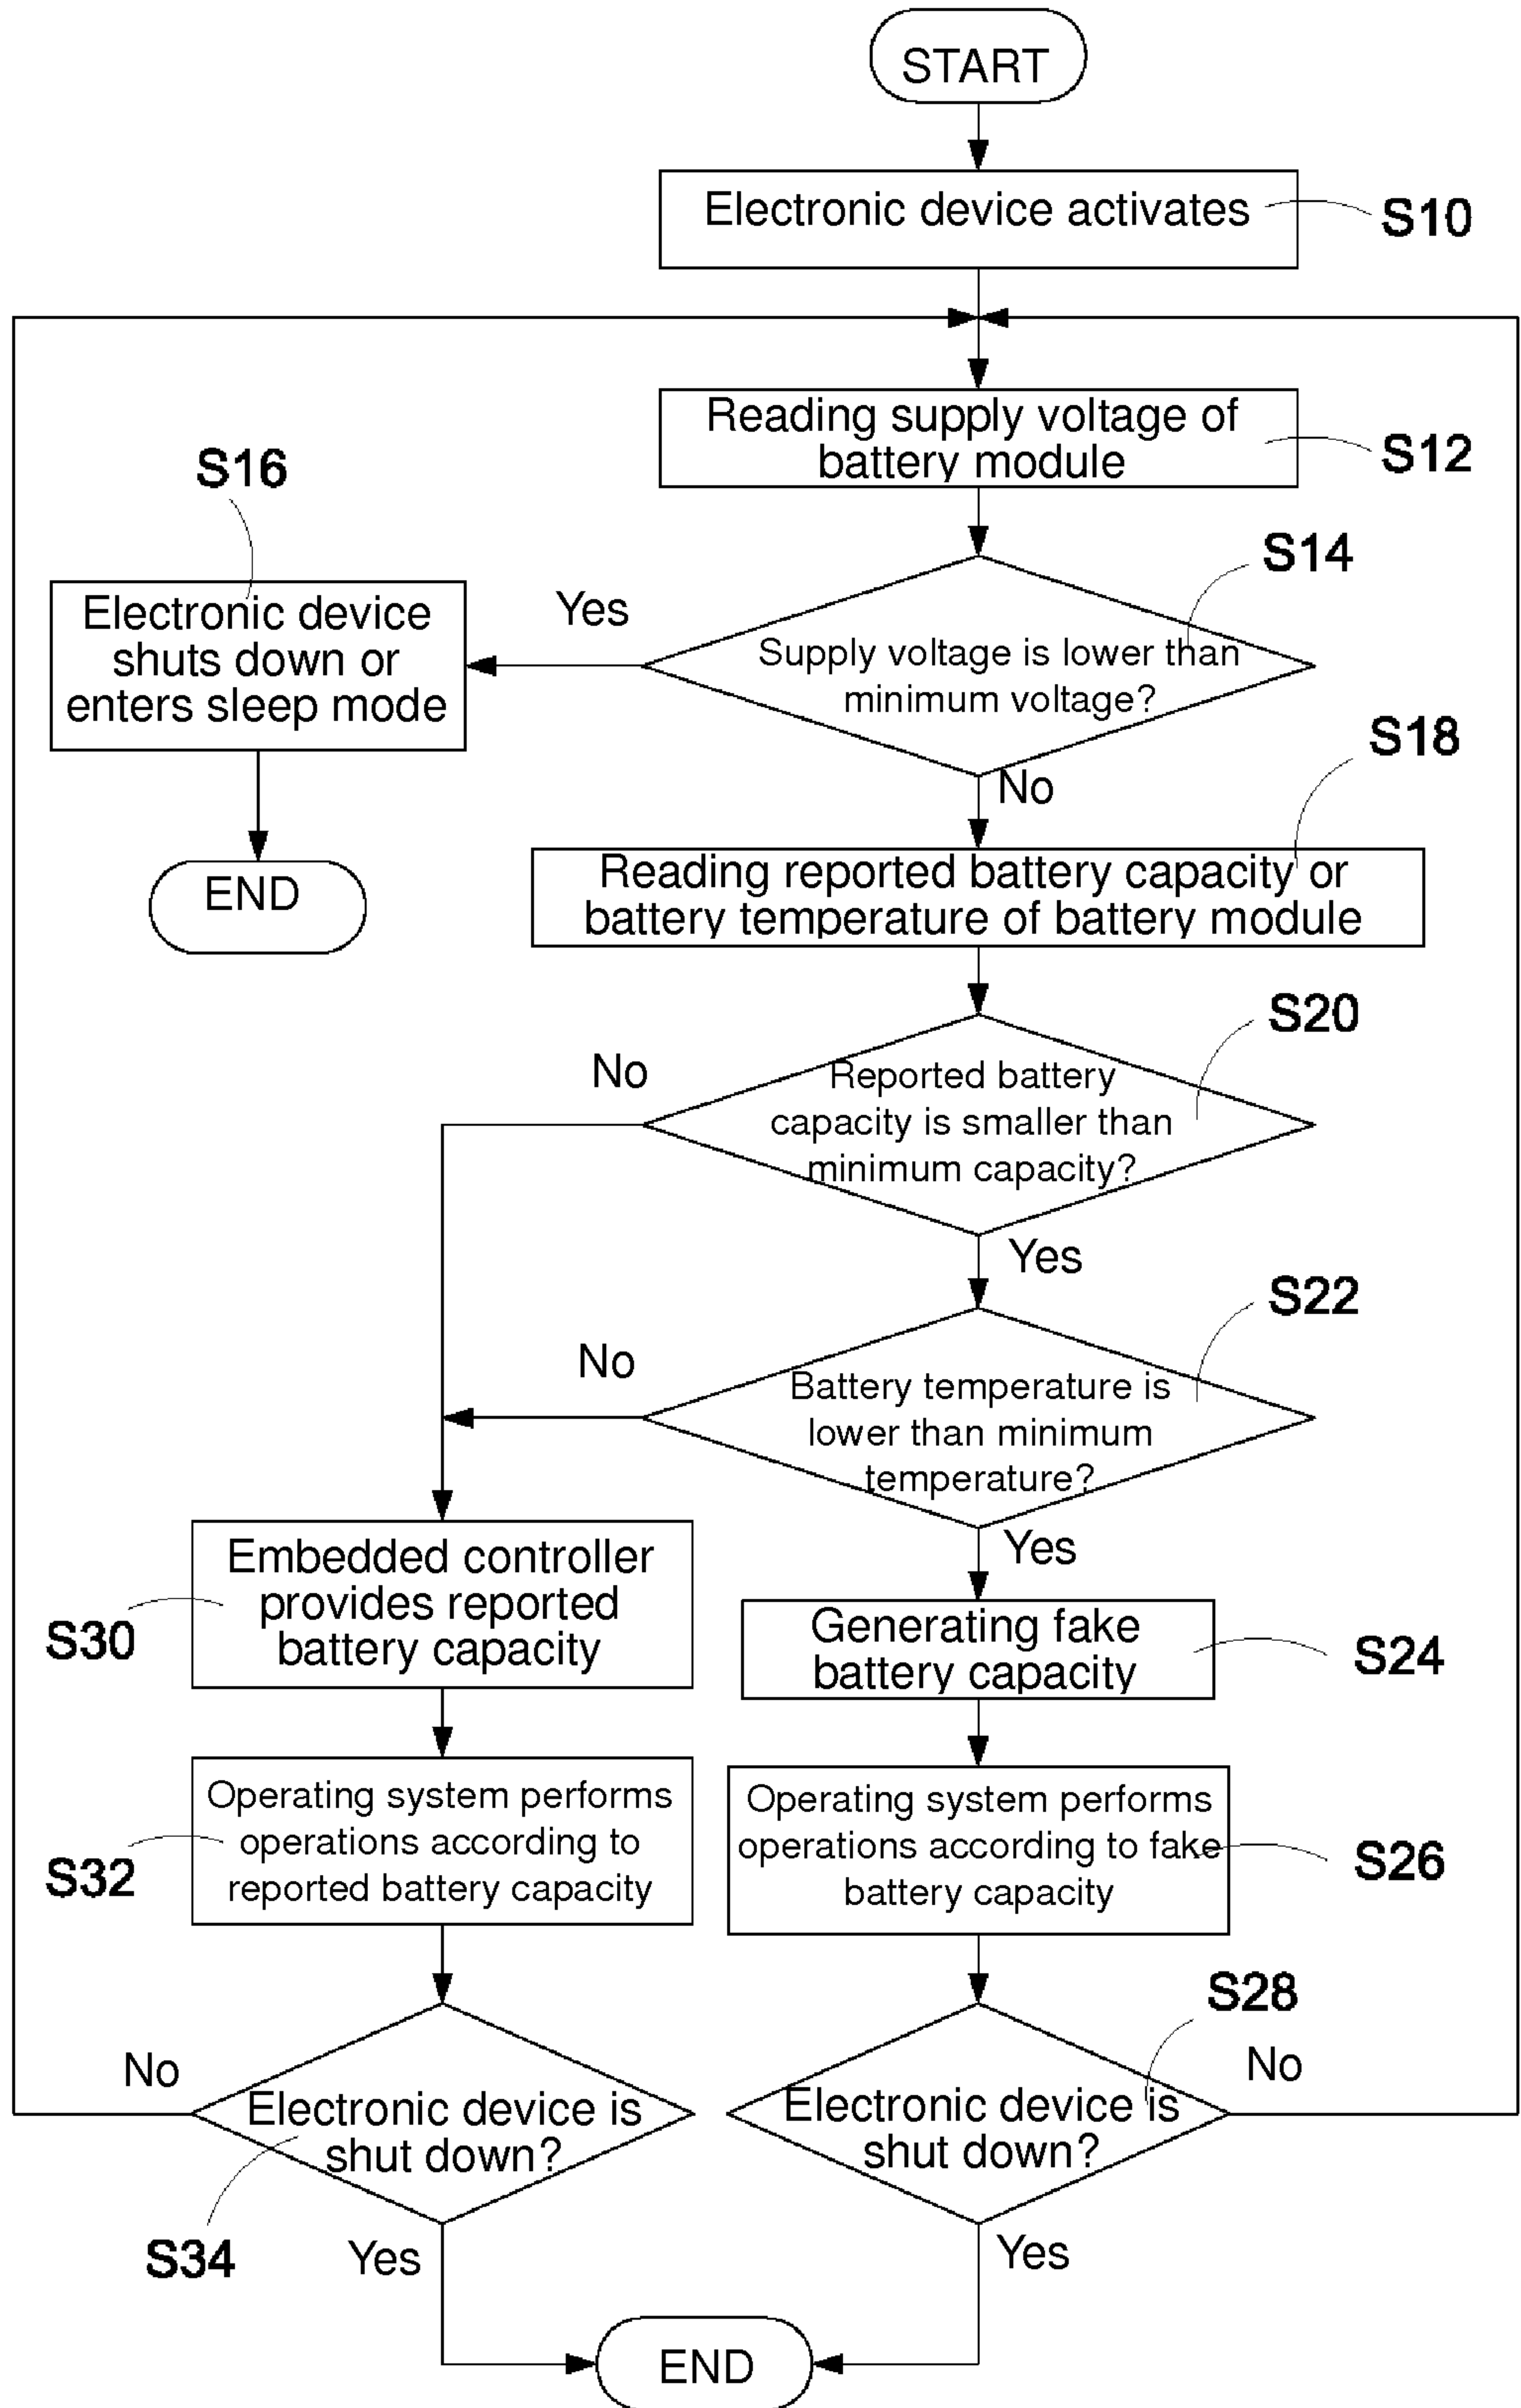 START
Electronic device activates
S10
Reading supply voltage of
battery module
S12
S16
S14
Electronic device
shuts down or
enters sleep mode
Yes
Supply voltage is lower than
minimum voltage?
No
S18
END
Reading reported battery capacity or
battery temperature of battery module
S20
No
Reported battery
capacity is smaller than
minimum capacity?
Yes
S22
No
Battery temperature is
lower than minimum
temperature?
Yes
Embedded controller
provides reported
battery capacity
S30
Generating fake
battery capacity
S24
Operating system performs
operations according to
reported battery capacity
S32
Operating system performs
operations according to fake
battery capacity
S26
S28
No
Electronic device is
shut down?
S34
Yes
Electronic device is
shut down?
No
Yes
END